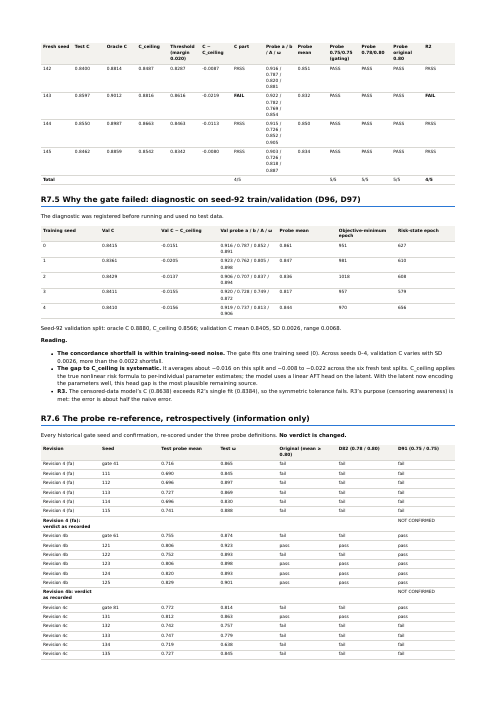 Fresh seed Test C Oracle C C_ceiling Threshold (margin 0.020) C − C_ceiling C part Probe a / b / A / ω Probe mean Probe 0.75/0.75 (gating) Probe 0.78/0.80 Probe original 0.80 R2
142 0.8400 0.8814 0.8487 0.8287 -0.0087 PASS 0.916 / 0.787 / 0.820 / 0.881 0.851 PASS PASS PASS PASS
143 0.8597 0.9012 0.8816 0.8616 -0.0219 FAIL 0.922 / 0.782 / 0.769 / 0.854 0.832 PASS PASS PASS FAIL
144 0.8550 0.8987 0.8663 0.8463 -0.0113 PASS 0.915 / 0.726 / 0.852 / 0.905 0.850 PASS PASS PASS PASS
145 0.8462 0.8859 0.8542 0.8342 -0.0080 PASS 0.903 / 0.726 / 0.818 / 0.887 0.834 PASS PASS PASS PASS
Total 4/5 5/5 5/5 5/5 4/5
R7.5 Why the gate failed: diagnostic on seed-92 train/validation (D96, D97)
The diagnostic was registered before running and used no test data.
Training seed Val C Val C − C_ceiling Val probe a / b / A / ω Probe mean Objective-minimum epoch Risk-state epoch
0 0.8415 -0.0151 0.916 / 0.787 / 0.852 / 0.891 0.861 951 627
1 0.8361 -0.0205 0.923 / 0.762 / 0.805 / 0.898 0.847 981 610
2 0.8429 -0.0137 0.906 / 0.707 / 0.837 / 0.894 0.836 1018 608
3 0.8411 -0.0155 0.920 / 0.728 / 0.749 / 0.872 0.817 957 579
4 0.8410 -0.0156 0.919 / 0.737 / 0.813 / 0.906 0.844 970 656
Seed-92 validation split: oracle C 0.8880, C_ceiling 0.8566; validation C mean 0.8405, SD 0.0026, range 0.0068.
Reading.
• The concordance shortfall is within training-seed noise. The gate fits one training seed (0). Across seeds 0–4, validation C varies with SD
0.0026, more than the 0.0022 shortfall.
• The gap to C_ceiling is systematic. It averages about −0.016 on this split and −0.008 to −0.022 across the six fresh test splits. C_ceiling applies
the true nonlinear risk formula to per-individual parameter estimates; the model uses a linear AFT head on the latent. With the latent now encoding
the parameters well, this head gap is the most plausible remaining source.
• R3. The censored-data model's C (0.8638) exceeds R2's single fit (0.8384), so the symmetric tolerance fails. R3's purpose (censoring awareness) is
met: the error is about half the naive error.
R7.6 The probe re-reference, retrospectively (information only)
Every historical gate seed and confirmation, re-scored under the three probe definitions. No verdict is changed.
Revision Seed Test probe mean Test ω Original (mean ≥ 0.80) D82 (0.78 / 0.80) D91 (0.75 / 0.75)
Revision 4 (fa) gate 41 0.716 0.865 fail fail fail
Revision 4 (fa) 111 0.690 0.845 fail fail fail
Revision 4 (fa) 112 0.696 0.897 fail fail fail
Revision 4 (fa) 113 0.727 0.869 fail fail fail
Revision 4 (fa) 114 0.696 0.830 fail fail fail
Revision 4 (fa) 115 0.741 0.888 fail fail fail
Revision 4 (fa): verdict as recorded NOT CONFIRMED
Revision 4b gate 61 0.755 0.874 fail fail pass
Revision 4b 121 0.806 0.923 pass pass pass
Revision 4b 122 0.752 0.893 fail fail pass
Revision 4b 123 0.806 0.898 pass pass pass
Revision 4b 124 0.820 0.893 pass pass pass
Revision 4b 125 0.829 0.901 pass pass pass
Revision 4b: verdict as recorded NOT CONFIRMED
Revision 4c gate 81 0.772 0.814 fail fail pass
Revision 4c 131 0.812 0.863 pass pass pass
Revision 4c 132 0.742 0.757 fail fail fail
Revision 4c 133 0.747 0.779 fail fail fail
Revision 4c 134 0.719 0.638 fail fail fail
Revision 4c 135 0.727 0.845 fail fail fail